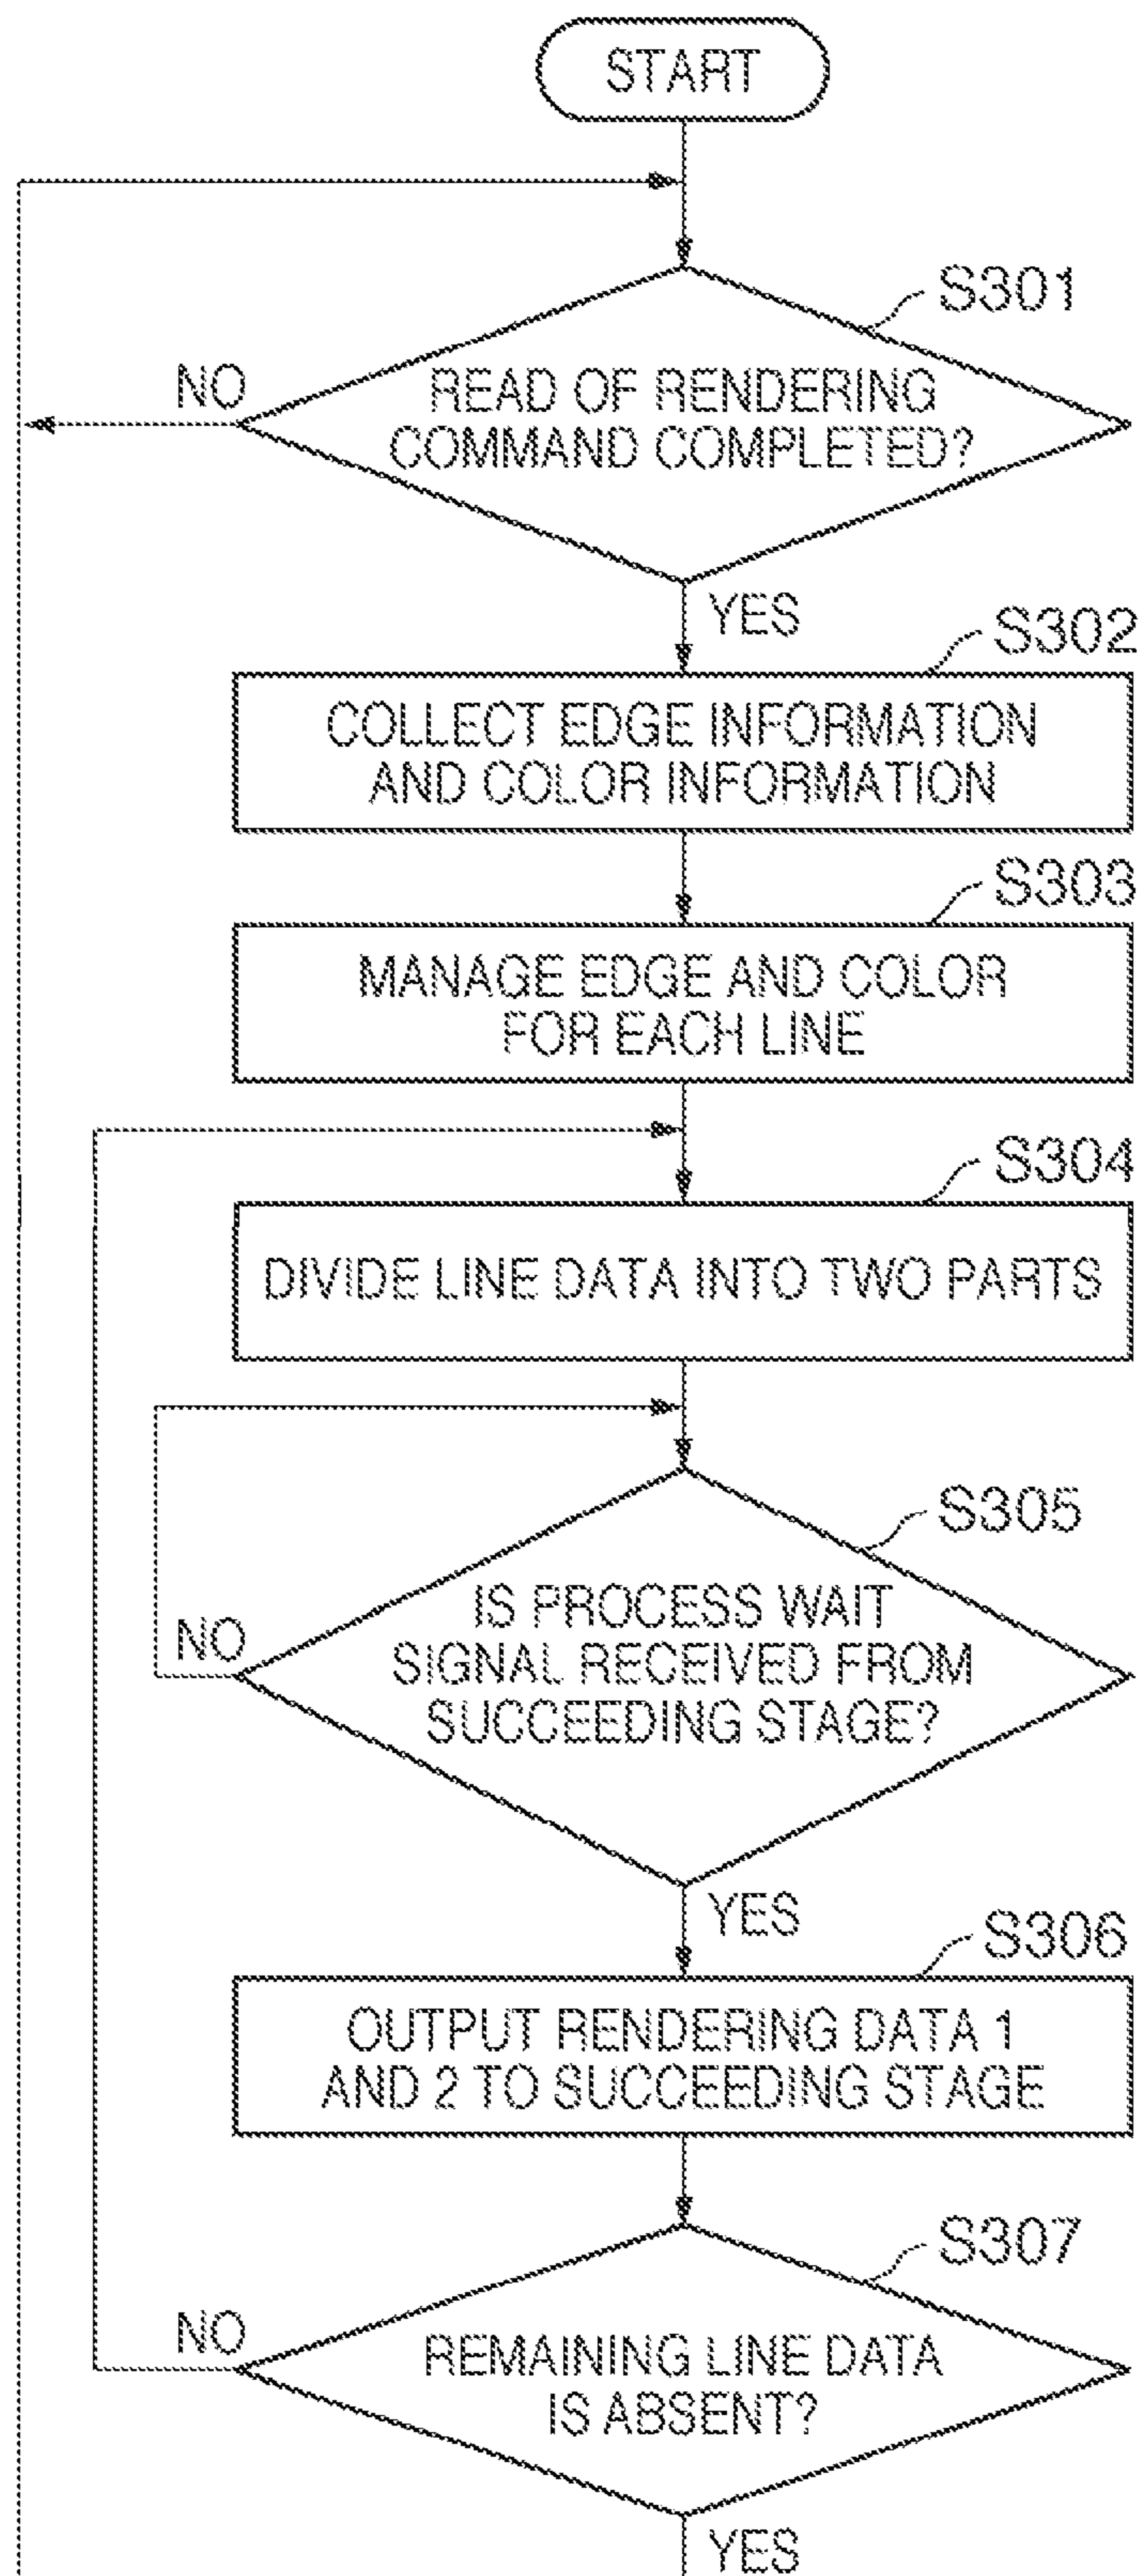 START
S301
NO
READ OF RENDERING
COMMAND COMPLETED?
YES
S302
COLLECT EDGE INFORMATION
AND COLOR INFORMATION
S303
MANAGE EDGE AND COLOR
FOR EACH LINE
S304
DIVIDE LINE DATA INTO TWO PARTS
S305
NO
IS PROCESS WAIT
SIGNAL RECEIVED FROM
SUCCEEDING STAGE?
YES
S306
OUTPUT RENDERING DATA 1
AND 2 TO SUCCEEDING STAGE
S307
NO
REMAINING LINE DATA
IS ABSENT?
YES